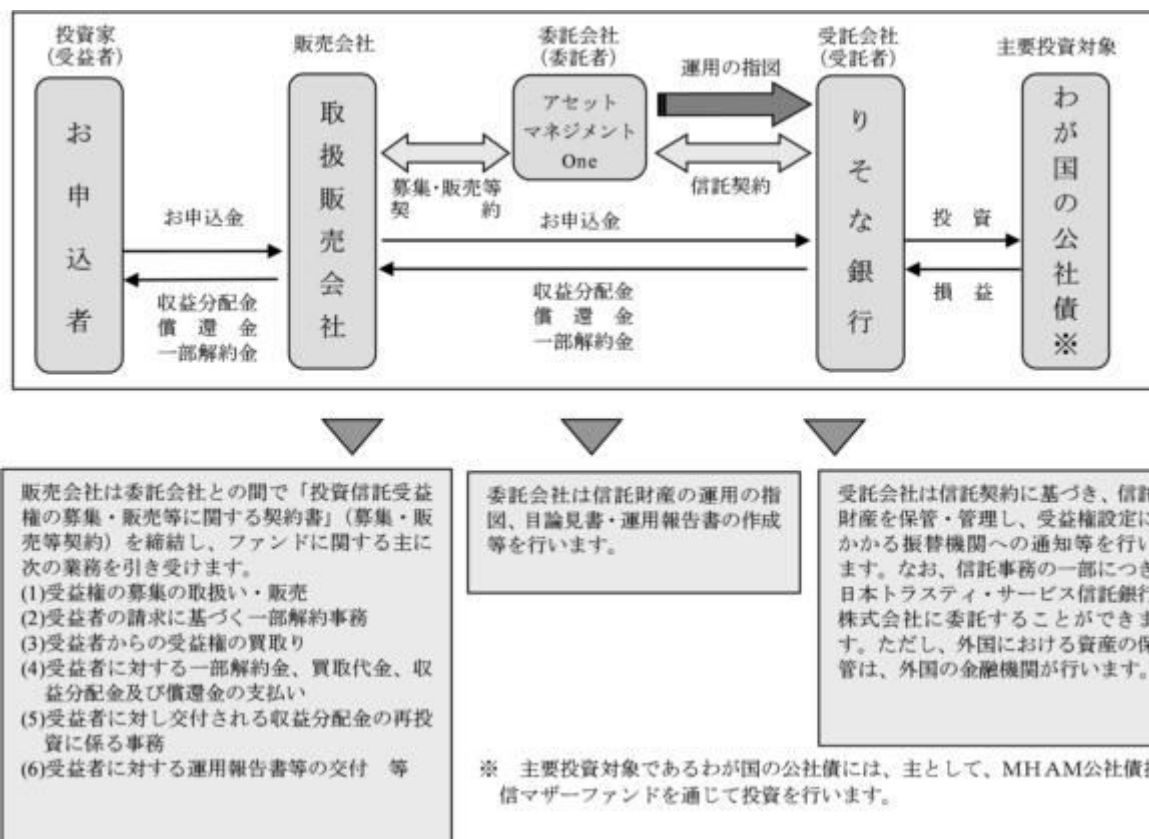 投資家
(受益者)
販売会社
委託会社
(委託者)
受託会社
(受託者)
主要投資対象
お申込者
取扱販売会社
アセット
マネジメント
One
りそな銀行
わが国の公社債※
運用の指図
募集・販売等
契約
信託契約
お申込金
収益分配金
償還金
一部解約金
お申込金
収益分配金
償還金
一部解約金
投資
損益
販売会社は委託会社との間で「投資信託受益
権の募集・販売等に関する契約書」(募集・販
売等契約)を締結し、ファンドに関する主に
次の業務を引き受けます。
(1)受益権の募集の取扱い・販売
(2)受益者の請求に基づく一部解約事務
(3)受益者からの受益権の買取り
(4)受益者に対する一部解約金、買取代金、収
益分配金及び償還金の支払い
(5)受益者に対し交付される収益分配金の再投
資に係る事務
(6)受益者に対する運用報告書等の交付 等
委託会社は信託財産の運用の指
図、目論見書・運用報告書の作成
等を行います。
受託会社は信託契約に基づき、信託
財産を保管・管理し、受益権設定に
かかる振替機関への通知等を行い
ます。なお、信託事務の一部につき
日本トラスティ・サービス信託銀行
株式会社に委託することができま
す。ただし、外国における資産の保
管は、外国の金融機関が行います。
※ 主要投資対象であるわが国の公社債には、主として、MHAM公社債投
信マザーファンドを通じて投資を行います。